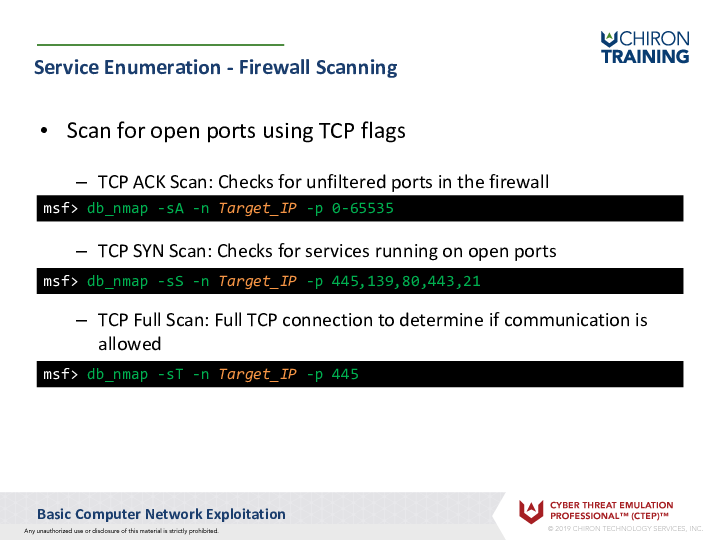 CHIRON
TRAINING
Service Enumeration - Firewall Scanning
• Scan for open ports using TCP flags
– TCP ACK Scan: Checks for unfiltered ports in the firewall
msf> db_nmap -sA -n Target_IP -p 0-65535
– TCP SYN Scan: Checks for services running on open ports
msf> db_nmap -sS -n Target_IP -p 445,139,80,443,21
– TCP Full Scan: Full TCP connection to determine if communication is
allowed
msf> db_nmap -sT -n Target_IP -p 445
Basic Computer Network Exploitation
Any unauthorized use or disclosure of this material is strictly prohibited.
CYBER THREAT EMULATION
PROFESSIONAL™ (CTEP)™
© 2019 CHIRON TECHNOLOGY SERVICES, INC.